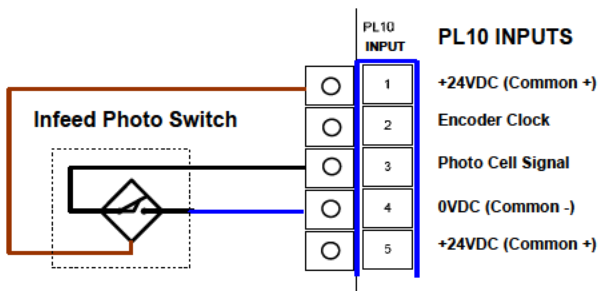 PL10
INPUT
PL10 INPUTS
Infeed Photo Switch
1
+24VDC (Common +)
2
Encoder Clock
3
Photo Cell Signal
4
0VDC (Common -)
5
+24VDC (Common +)